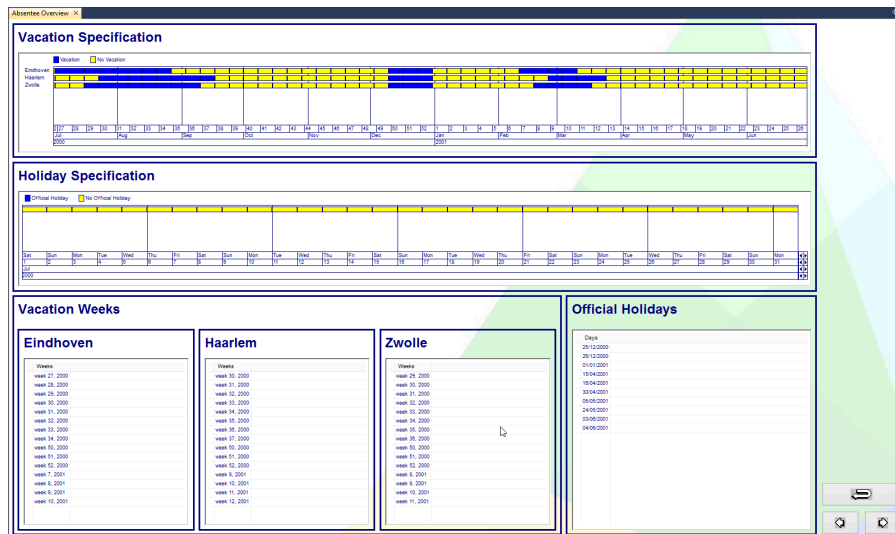 Absentee Overview
Vacation Specification
Vacation No Vacation
Eindhoven
Haarlem
Zwolle
27 28 29 30 31 32 33 34 35 36 37 38 39 40 41 42 43 44 45 46 47 48 49 50 51 52 1 2 3 4 5 6 7 8 9 10 11 12 13 14 15 16 17 18 19 20 21 22 23 24 25 26
Jul Aug Sep Oct Nov Dec Jan Feb Mar Apr May Jun
2000 2001
Holiday Specification
Official Holiday No Official Holiday
Sat Sun Mon Tue Wed Thu Fri Sat Sun Mon Tue Wed Thu Fri Sat Sun Mon Tue Wed Thu Fri Sat Sun Mon Tue Wed Thu Fri Sat Sun Mon
1 2 3 4 5 6 7 8 9 10 11 12 13 14 15 16 17 18 19 20 21 22 23 24 25 26 27 28 29 30 31
Jul
2000
Vacation Weeks
Eindhoven
Weeks
week 27, 2000
week 28, 2000
week 29, 2000
week 30, 2000
week 31, 2000
week 32, 2000
week 33, 2000
week 34, 2000
week 50, 2000
week 51, 2000
week 52, 2000
week 7, 2001
week 8, 2001
week 9, 2001
week 10, 2001
Haarlem
Weeks
week 30, 2000
week 31, 2000
week 32, 2000
week 33, 2000
week 34, 2000
week 35, 2000
week 36, 2000
week 37, 2000
week 50, 2000
week 51, 2000
week 52, 2000
week 9, 2001
week 10, 2001
week 11, 2001
week 12, 2001
Zwolle
Weeks
week 29, 2000
week 30, 2000
week 31, 2000
week 32, 2000
week 33, 2000
week 34, 2000
week 35, 2000
week 36, 2000
week 50, 2000
week 51, 2000
week 52, 2000
week 8, 2001
week 9, 2001
week 10, 2001
week 11, 2001
Official Holidays
Days
25/12/2000
26/12/2000
01/01/2001
15/04/2001
16/04/2001
30/04/2001
05/05/2001
24/05/2001
03/06/2001
04/06/2001